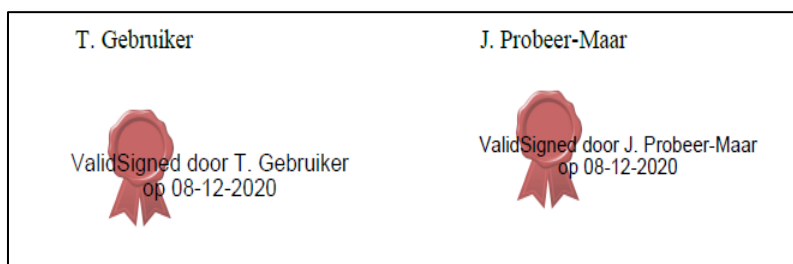 T. Gebruiker
J. Probeer-Maar
ValidSigned door T. Gebruiker
op 08-12-2020
ValidSigned door J. Probeer-Maar
op 08-12-2020